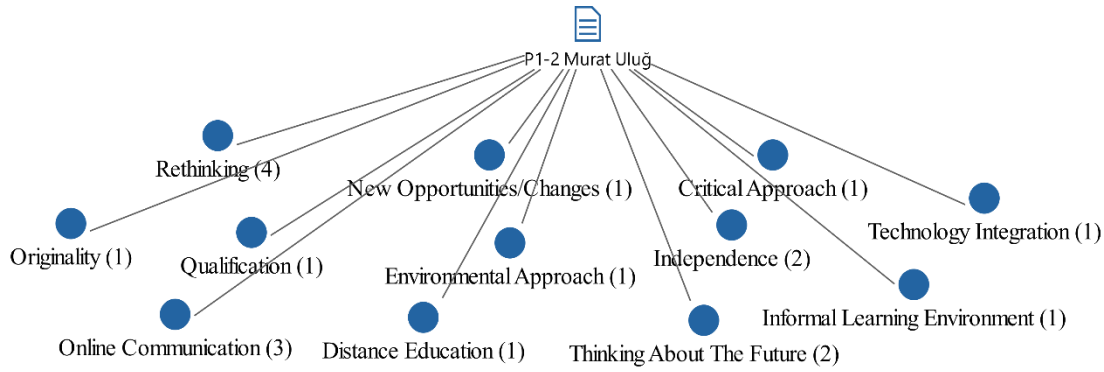 P1-2 Murat Uluğ
Rethinking (4)
New Opportunities/Changes (1)
Critical Approach (1)
Technology Integration (1)
Originality (1)
Qualification (1)
Environmental Approach (1)
Independence (2)
Informal Learning Environment (1)
Online Communication (3)
Distance Education (1)
Thinking About The Future (2)